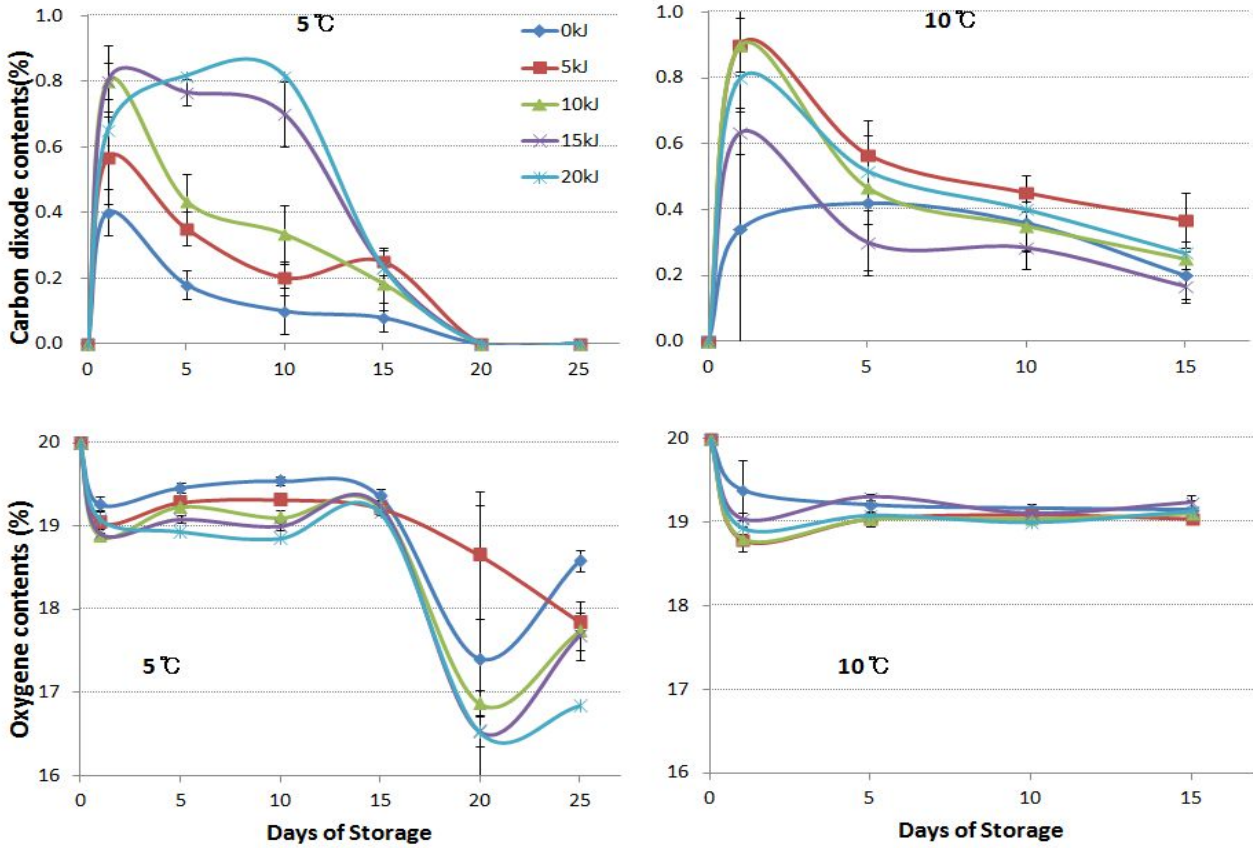 5 ℃
10 ℃
Carbon dixode contents(%)
1.0
0.8
0.6
0.4
0.2
0.0
0kJ
5kJ
10kJ
15kJ
20kJ
0 5 10 15 20 25
1.0
0.8
0.6
0.4
0.2
0.0
0 5 10 15
Oxygene contents (%)
20
19
18
17
16
5 ℃
0 5 10 15 20 25
Days of Storage
20
19
18
17
16
10 ℃
0 5 10 15
Days of Storage